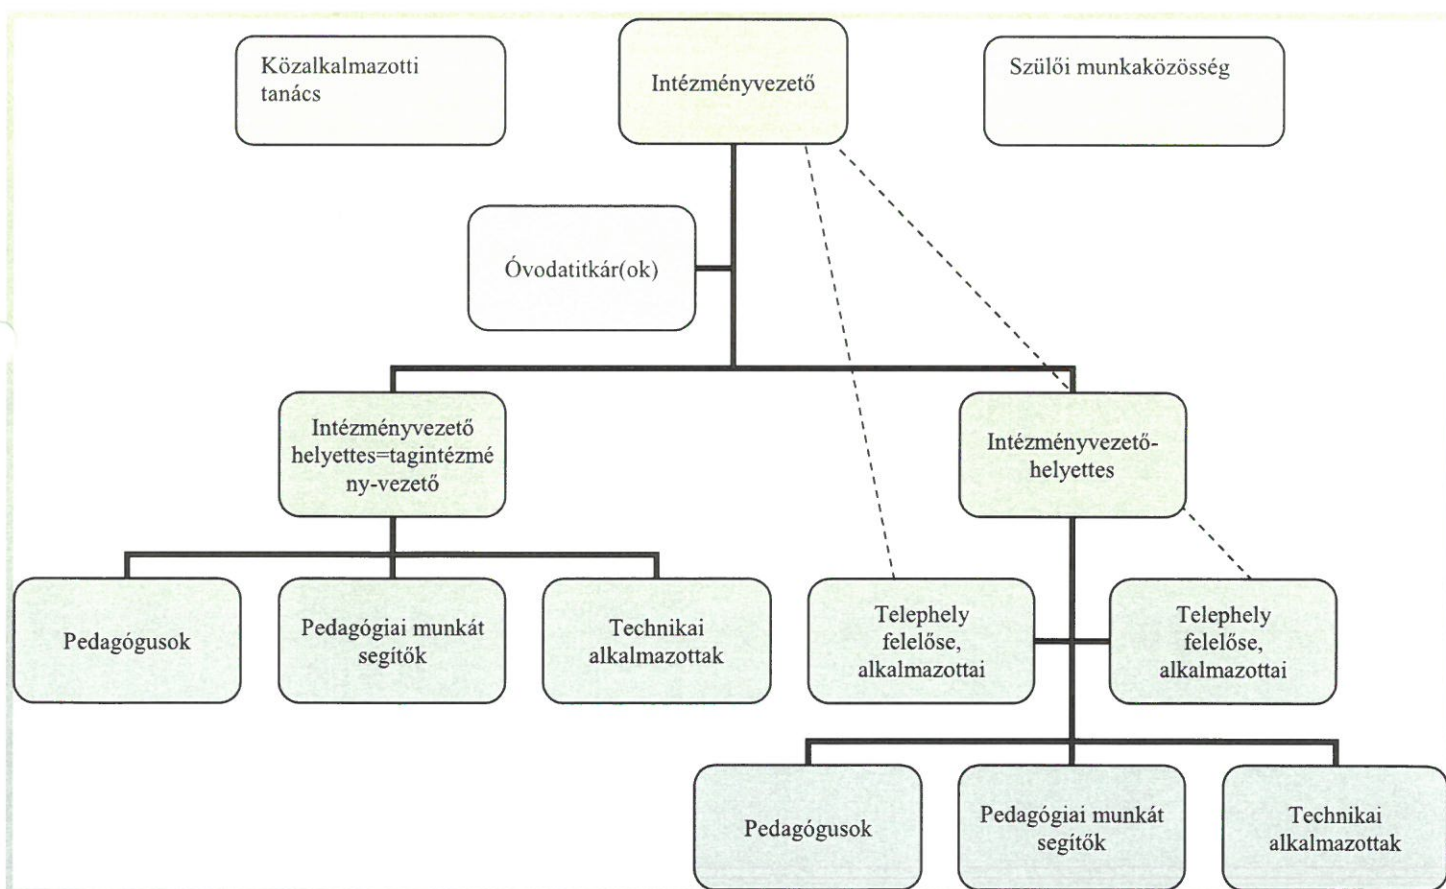 Közalkalmazotti
tanács
Intézményvezető
Szülői munkaközösség
Óvodatitkár(ok)
Intézményvezető
helyettes=tagintézmé
ny-vezető
Intézményvezető-
helyettes
Pedagógusok
Pedagógiai munkát
segítők
Technikai
alkalmazottak
Telephely
felelőse,
alkalmazottai
Telephely
felelőse,
alkalmazottai
Pedagógusok
Pedagógiai munkát
segítők
Technikai
alkalmazottak